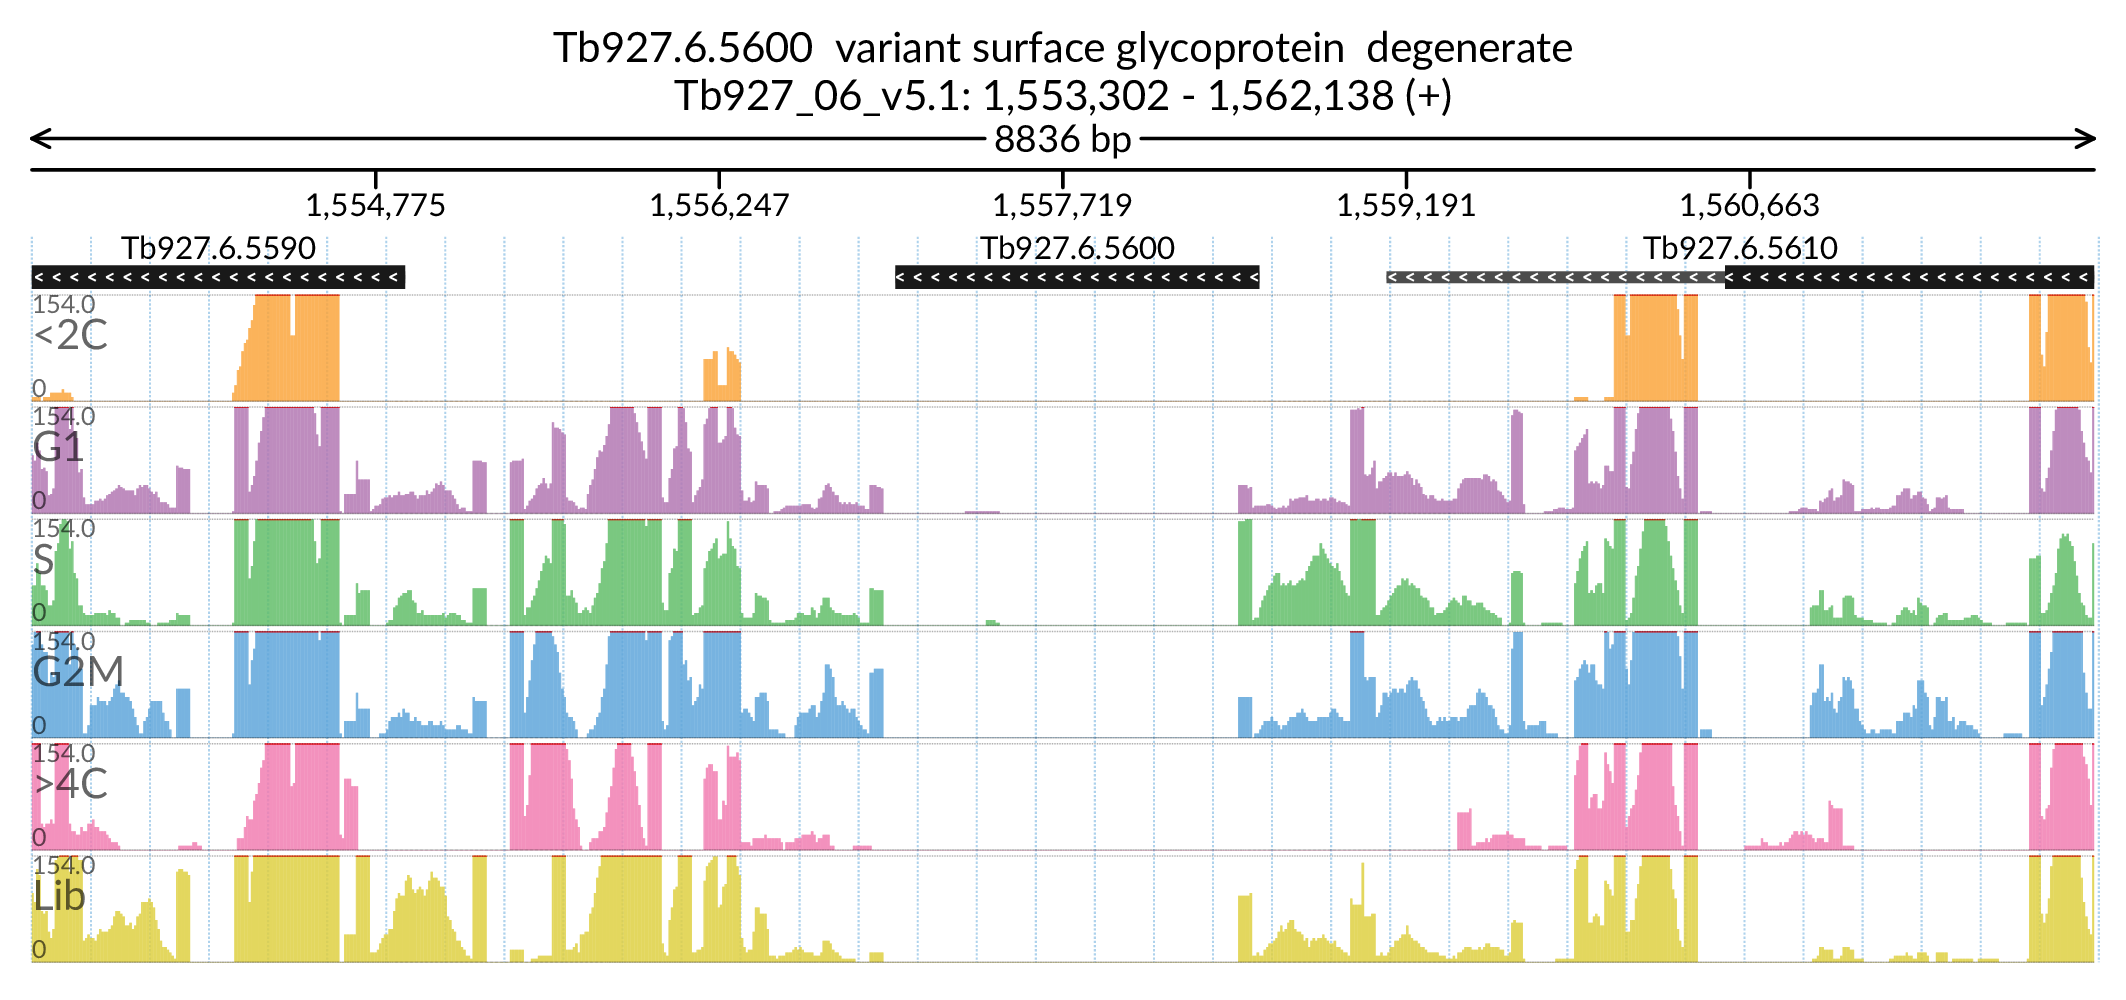 Tb927.6.5600 variant surface glycoprotein degenerate
Tb927_06_v5.1: 1,553,302 - 1,562,138 (+)
8836 bp
1,554,775 1,556,247 1,557,719 1,559,191 1,560,663
Tb927.6.5590 Tb927.6.5600 Tb927.6.5610
154.0
<2C
0
154.0
G1
0
154.0
S
0
154.0
G2M
0
154.0
>4C
0
154.0
Lib
0